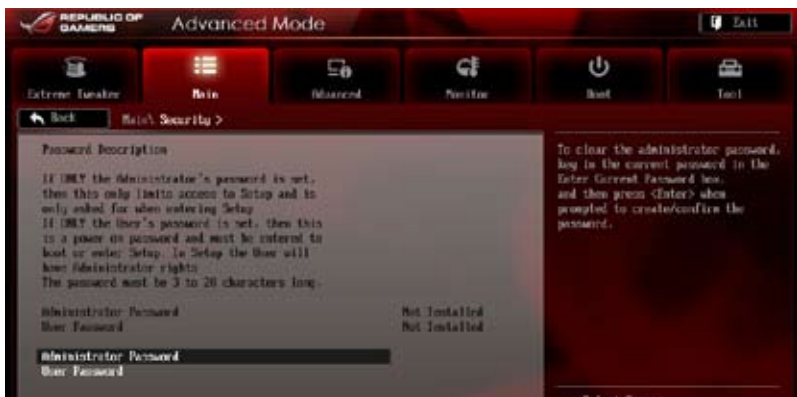 REPUBLIC OF
GAMERS
Advanced Mode
Exit
Extreme Tweaker
Main
Advanced
Monitor
Boot
Tool
Back
Main\ Security >
Password Description
If ONLY the Administrator's password is set,
then this only limits access to Setup and is
only asked for when entering Setup
If ONLY the User's password is set, then this
is a power on password and must be entered to
boot or enter Setup. In Setup the User will
have Administrator rights
The password must be 3 to 20 characters long.
Administrator Password Not Installed
User Password Not Installed
Administrator Password
User Password
To clear the administrator password,
key in the current password in the
Enter Current Password box,
and then press <Enter> when
prompted to create/confirm the
password.